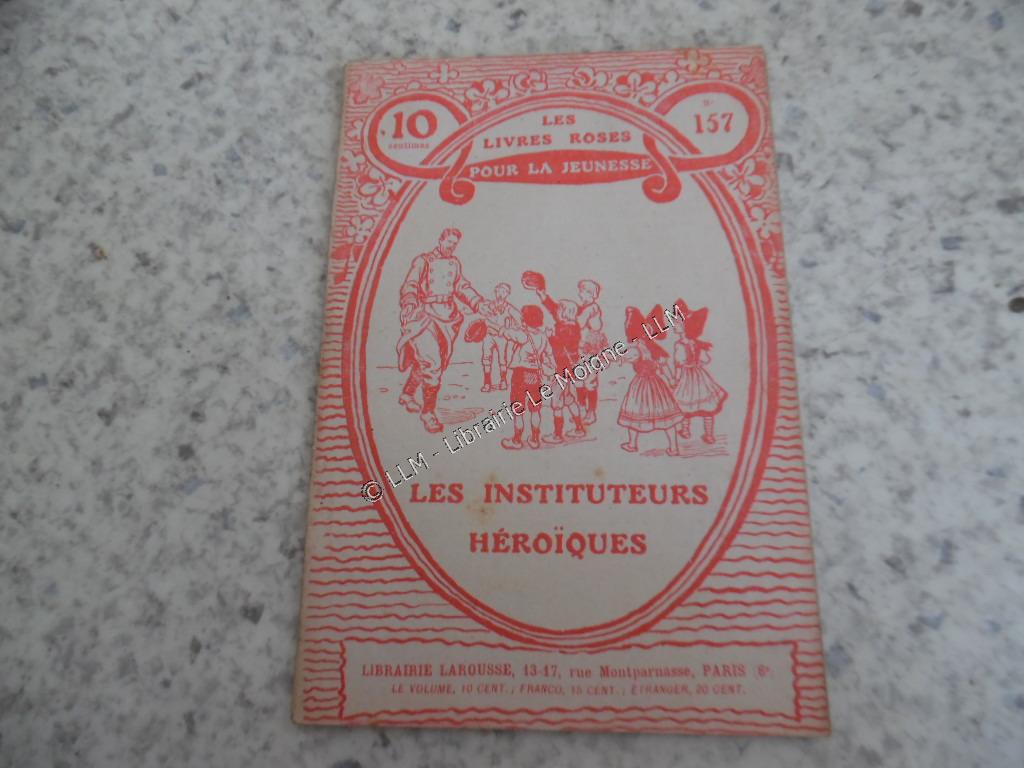 10
centimes
LES
LIVRES ROSES
POUR LA JEUNESSE
N°
157
© LLM - Librairie Le Moigne - LLM
LES INSTITUTEURS
HÉROÏQUES
LIBRAIRIE LAROUSSE, 13-17, rue Montparnasse, PARIS (6e)
LE VOLUME, 10 CENT.; FRANCO, 15 CENT.; ÉTRANGER, 20 CENT.